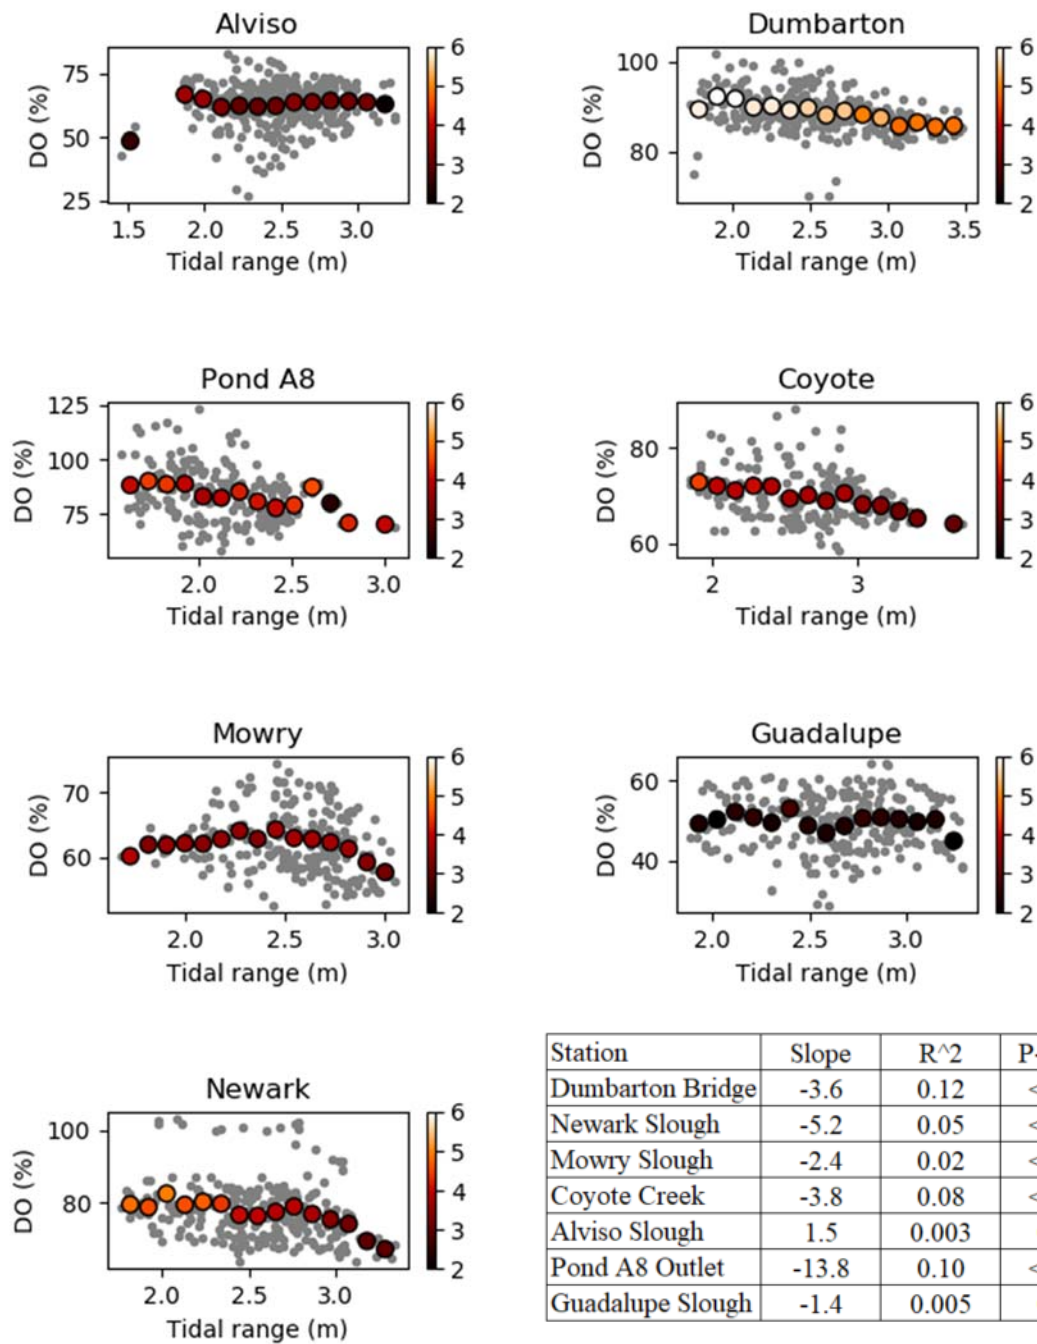 Alviso
75
50
25
DO (%)
1.5 2.0 2.5 3.0
Tidal range (m)
6
5
4
3
2
Dumbarton
100
80
DO (%)
2.0 2.5 3.0 3.5
Tidal range (m)
6
5
4
3
2
Pond A8
125
100
75
DO (%)
2.0 2.5 3.0
Tidal range (m)
6
5
4
3
2
Coyote
80
60
DO (%)
2 3
Tidal range (m)
6
5
4
3
2
Mowry
70
60
DO (%)
2.0 2.5 3.0
Tidal range (m)
6
5
4
3
2
Guadalupe
60
40
DO (%)
2.0 2.5 3.0
Tidal range (m)
6
5
4
3
2
Newark
100
80
DO (%)
2.0 2.5 3.0
Tidal range (m)
6
5
4
3
2
Station Slope R^2
Dumbarton Bridge -3.6 0.12 <
Newark Slough -5.2 0.05 <
Mowry Slough -2.4 0.02 <
Coyote Creek -3.8 0.08 <
Alviso Slough 1.5 0.003
Pond A8 Outlet -13.8 0.10 <
Guadalupe Slough -1.4 0.005